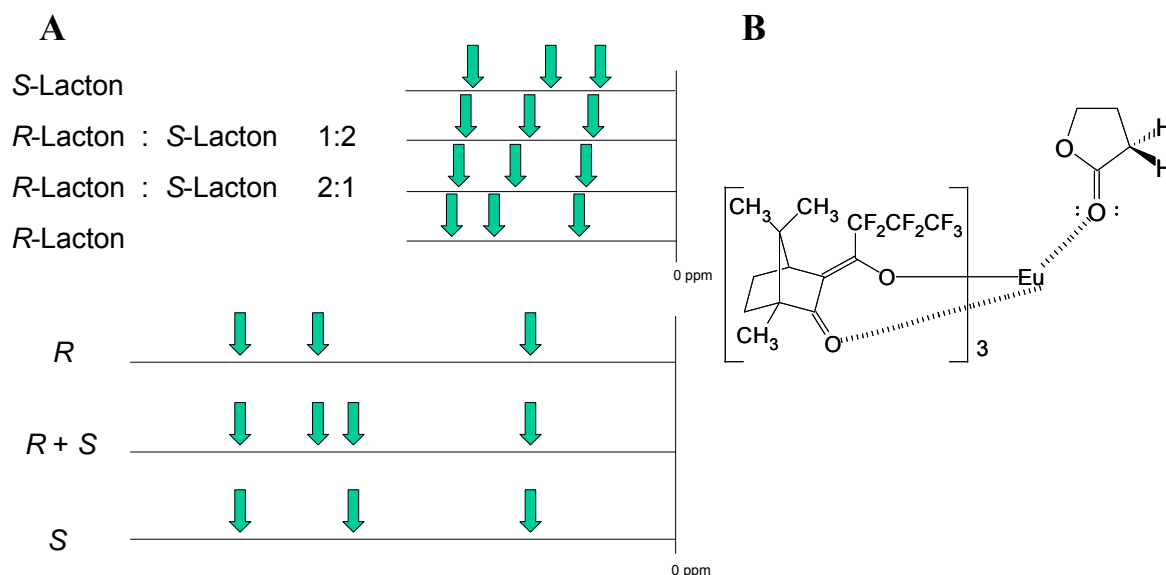 A
S-Lacton
R-Lacton : S-Lacton 1:2
R-Lacton : S-Lacton 2:1
R-Lacton
0 ppm
R
R + S
S
0 ppm
B
H
H
O
:O:
CH3 CH3
CF2CF2CF3
O
Eu
CH3
O
3